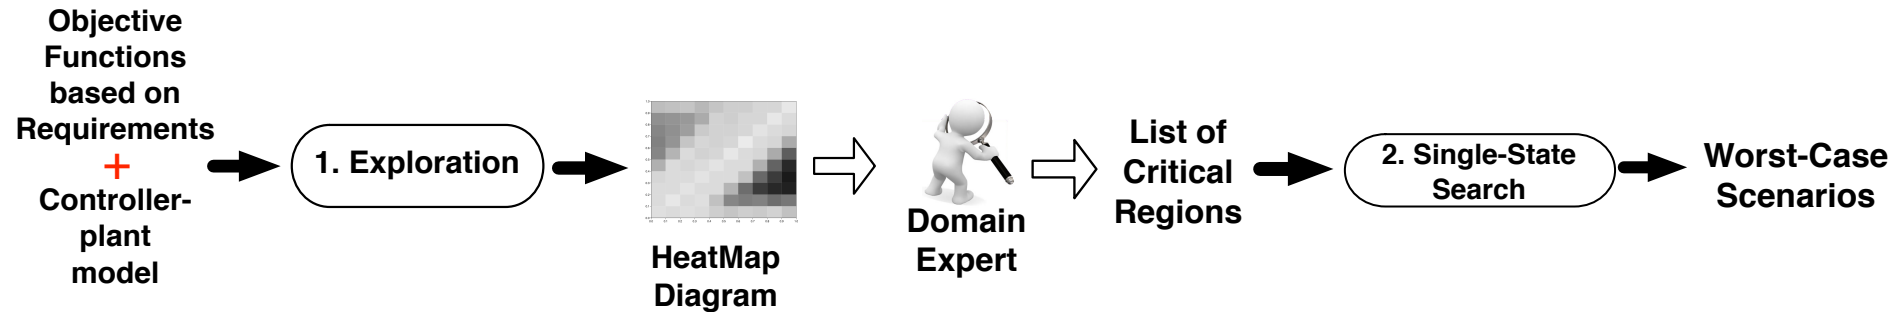 Objective
Functions
based on
Requirements
+
Controller-
plant
model
1. Exploration
HeatMap
Diagram
Domain
Expert
List of
Critical
Regions
2. Single-State
Search
Worst-Case
Scenarios